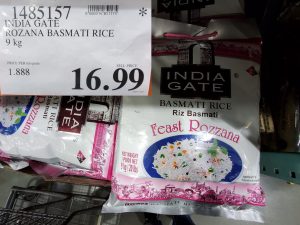 1485157 *
INDIA GATE
ROZANA BASMATI RICE
9 kg
1.888
16.99
INDIA
GATE
BASMATI RICE
Riz Basmati
Feast Rozzana